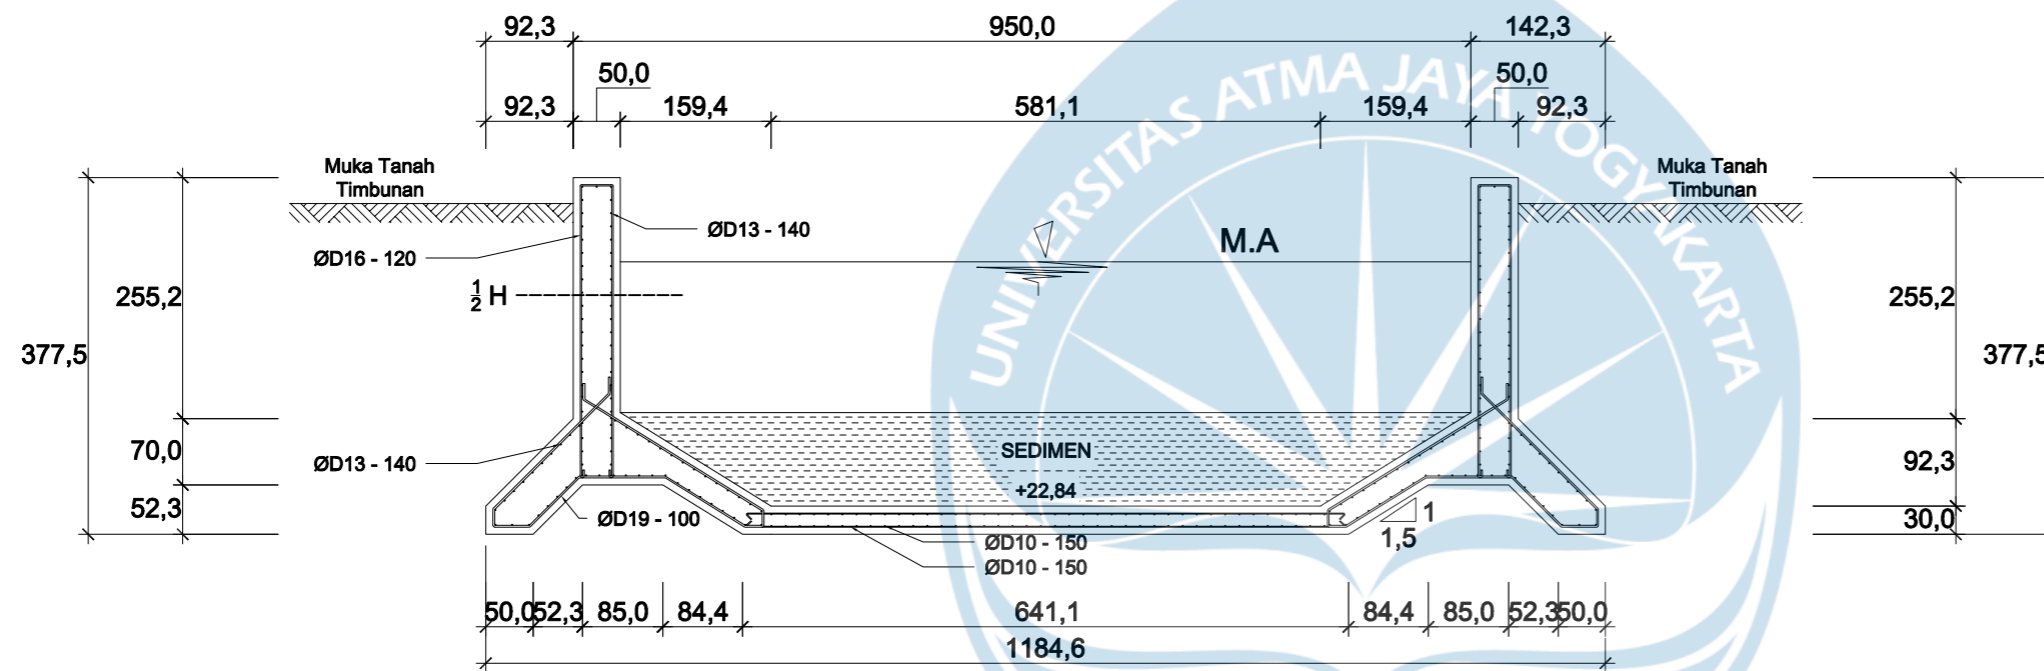 92,3 950,0 142,3
50,0 50,0
92,3 159,4 581,1 159,4 92,3
UNIVERSITAS ATMA JAYA YOGYAKARTA
Muka Tanah
Timbunan
Muka Tanah
Timbunan
ØD13 - 140
ØD16 - 120
M.A
1/2 H
255,2
255,2
377,5
377,5
70,0
ØD13 - 140
SEDIMEN
92,3
+22,84
52,3
ØD19 - 100
1
1,5
30,0
ØD10 - 150
ØD10 - 150
50,0 52,3 85,0 84,4 641,1 84,4 85,0 52,3 50,0
1184,6